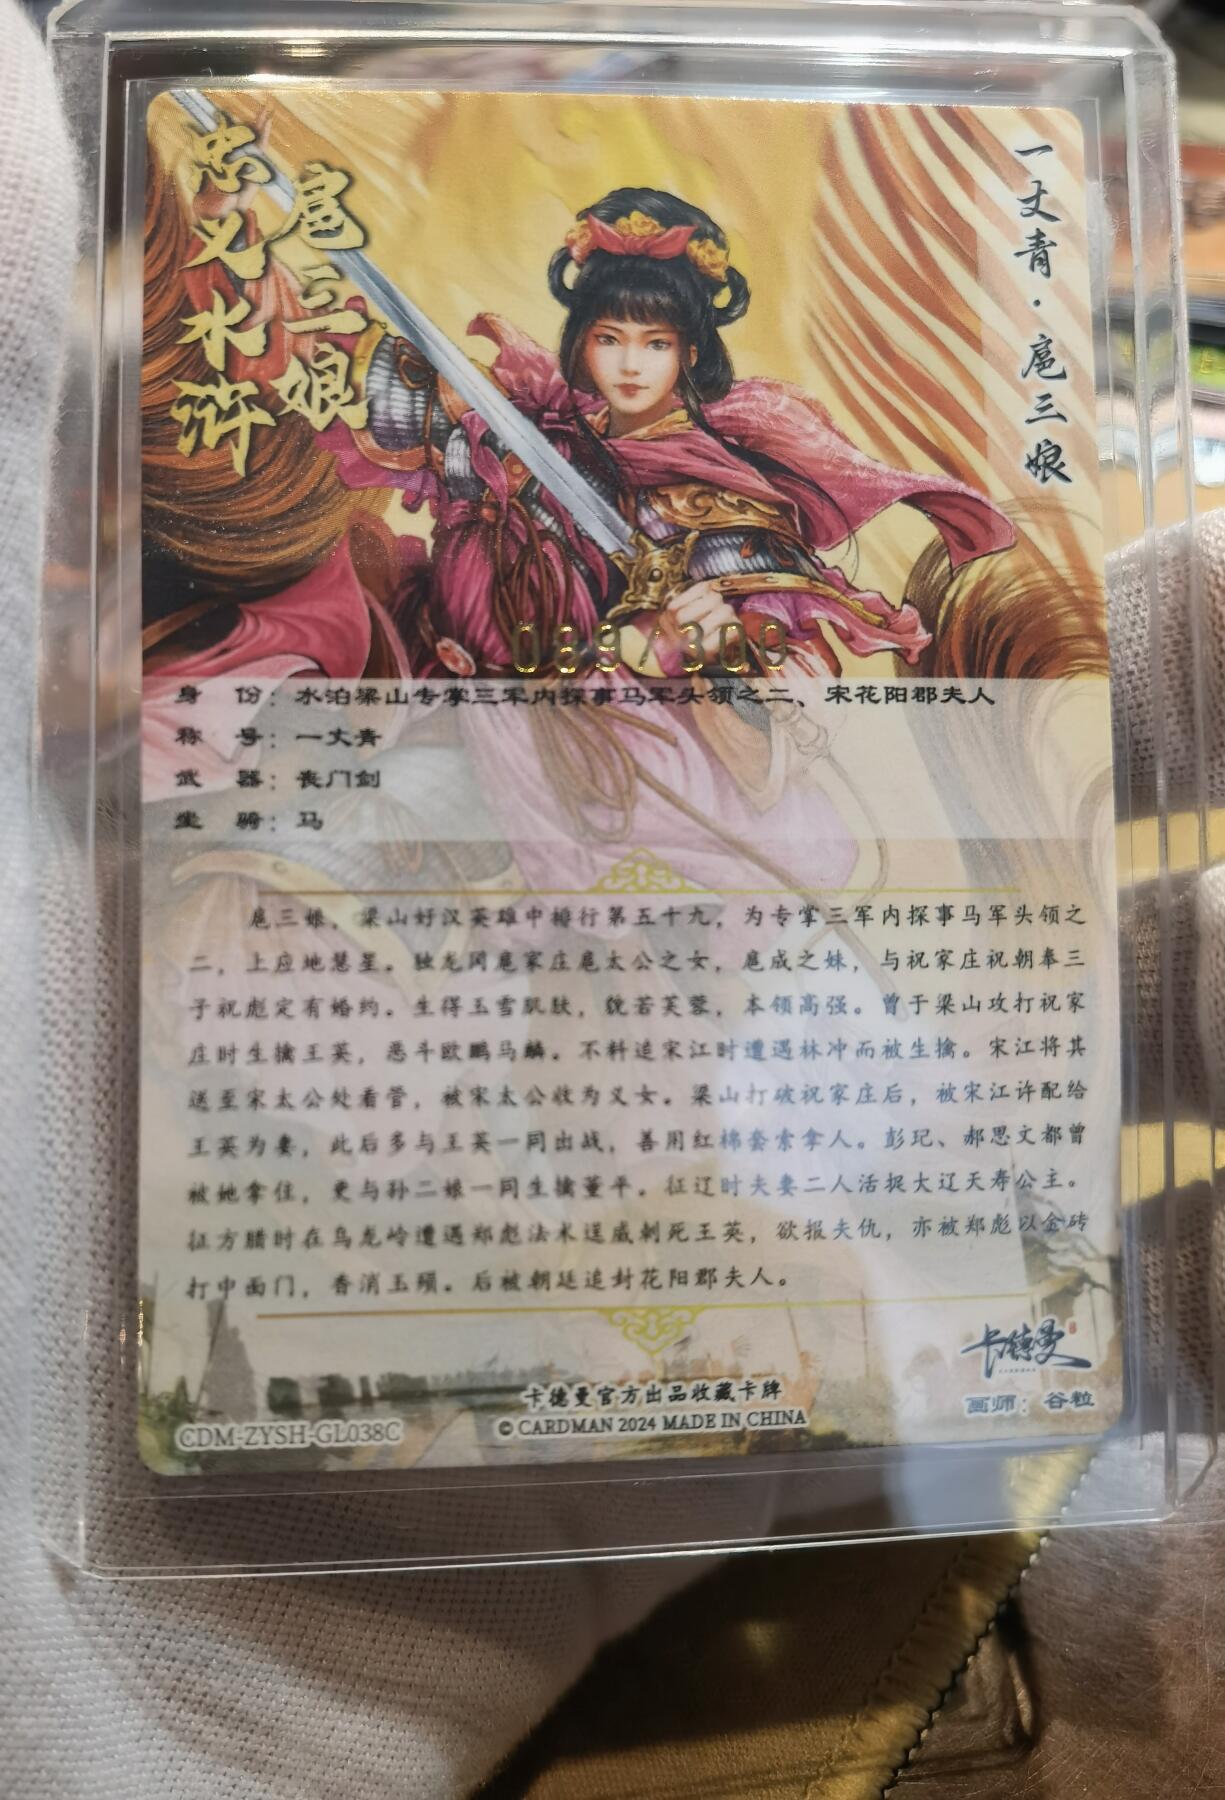 忠义水浒
扈三娘
一丈青·扈三娘
089/300
身 份：水泊梁山专掌三军内探事马军头领之二、宋花阳郡夫人
称 号：一丈青
武 器：丧门剑
坐 骑：马
扈三娘，梁山好汉英雄中排行第五十九，为专掌三军内探事马军头领之
二，上应地慧星。独龙冈扈家庄扈太公之女，扈成之妹，与祝家庄祝朝奉三
子祝彪定有婚约。生得玉雪肌肤，貌若芙蓉，本领高强。曾于梁山攻打祝家
庄时生擒王英，恶斗欧鹏马麟。不料追宋江时遭遇林冲而被生擒。宋江将其
送至宋太公处看管，被宋太公收为义女。梁山打破祝家庄后，被宋江许配给
王英为妻，此后多与王英一同出战，善用红棉套索拿人。彭玘、郝思文都曾
被她拿住，更与孙二娘一同生擒董平。征辽时夫妻二人活捉大辽天寿公主。
征方腊时在乌龙岭遭遇郑彪法术逞威刺死王英，欲报夫仇，亦被郑彪以金砖
打中面门，香消玉殒。后被朝廷追封花阳郡夫人。
卡德曼
卡德曼官方出品收藏卡牌
画师：谷粒
CDM-ZYSH-GL038C
© CARDMAN 2024 MADE IN CHINA